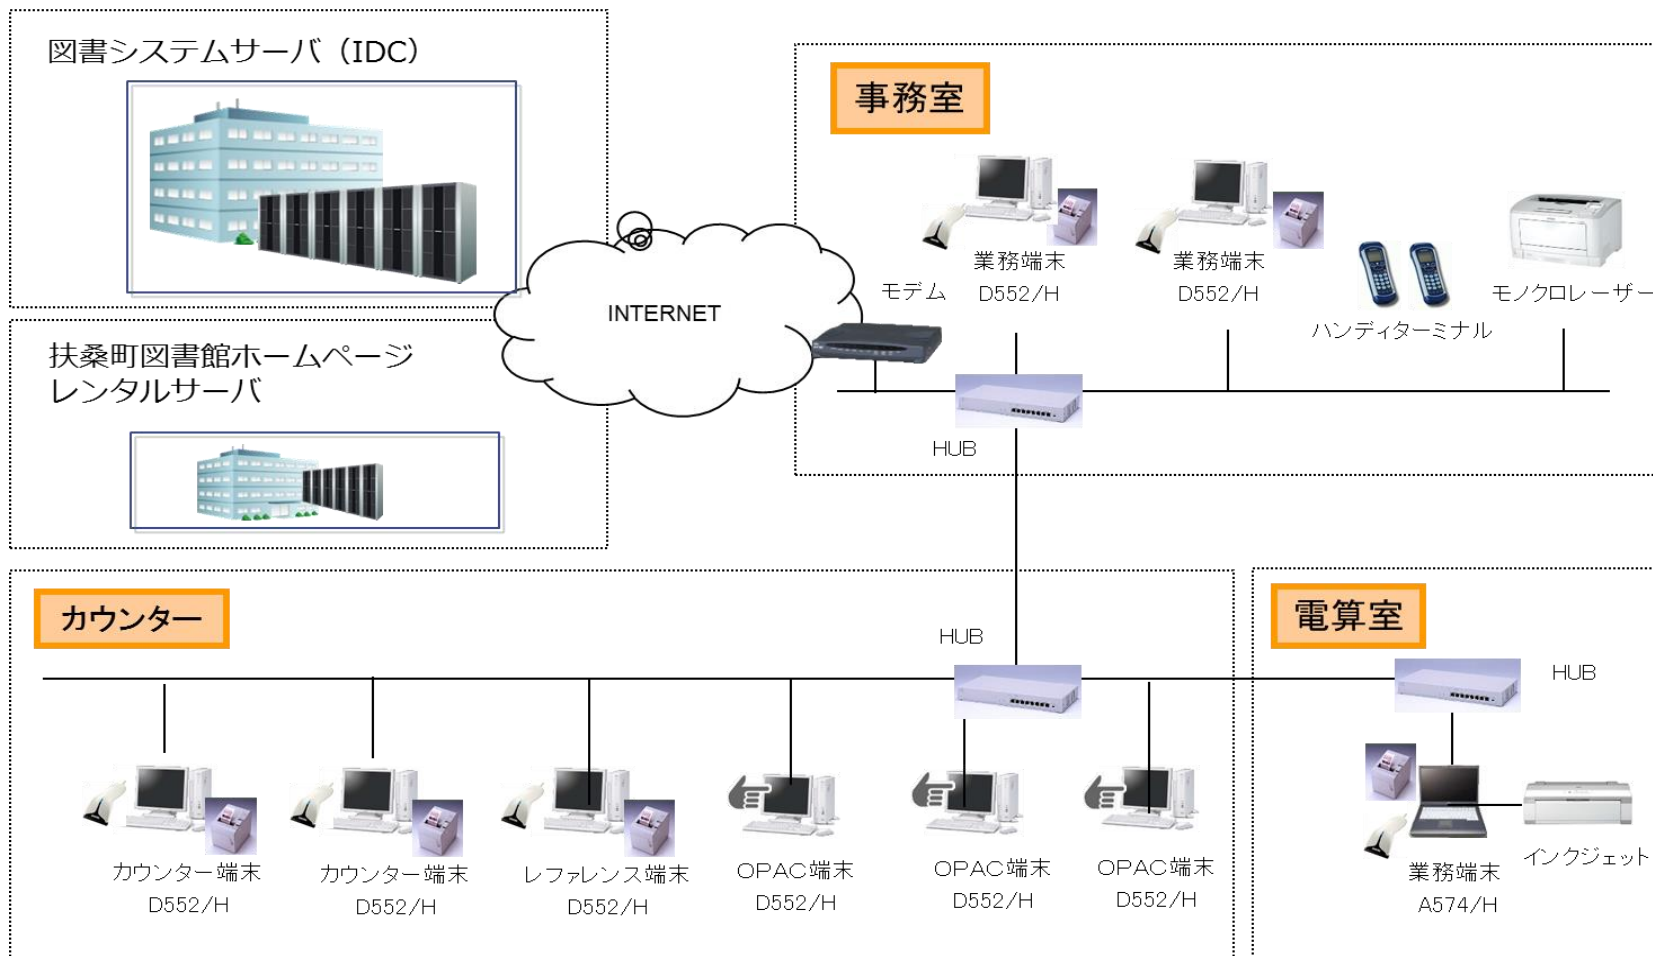 図書システムサーバ（IDC）
扶桑町図書館ホームページ
レンタルサーバ
INTERNET
事務室
モデム
業務端末
D552/H
業務端末
D552/H
ハンディターミナル
モノクロレーザー
HUB
カウンター
HUB
カウンター端末
D552/H
カウンター端末
D552/H
レファレンス端末
D552/H
OPAC端末
D552/H
OPAC端末
D552/H
OPAC端末
D552/H
電算室
HUB
業務端末
A574/H
インクジェット